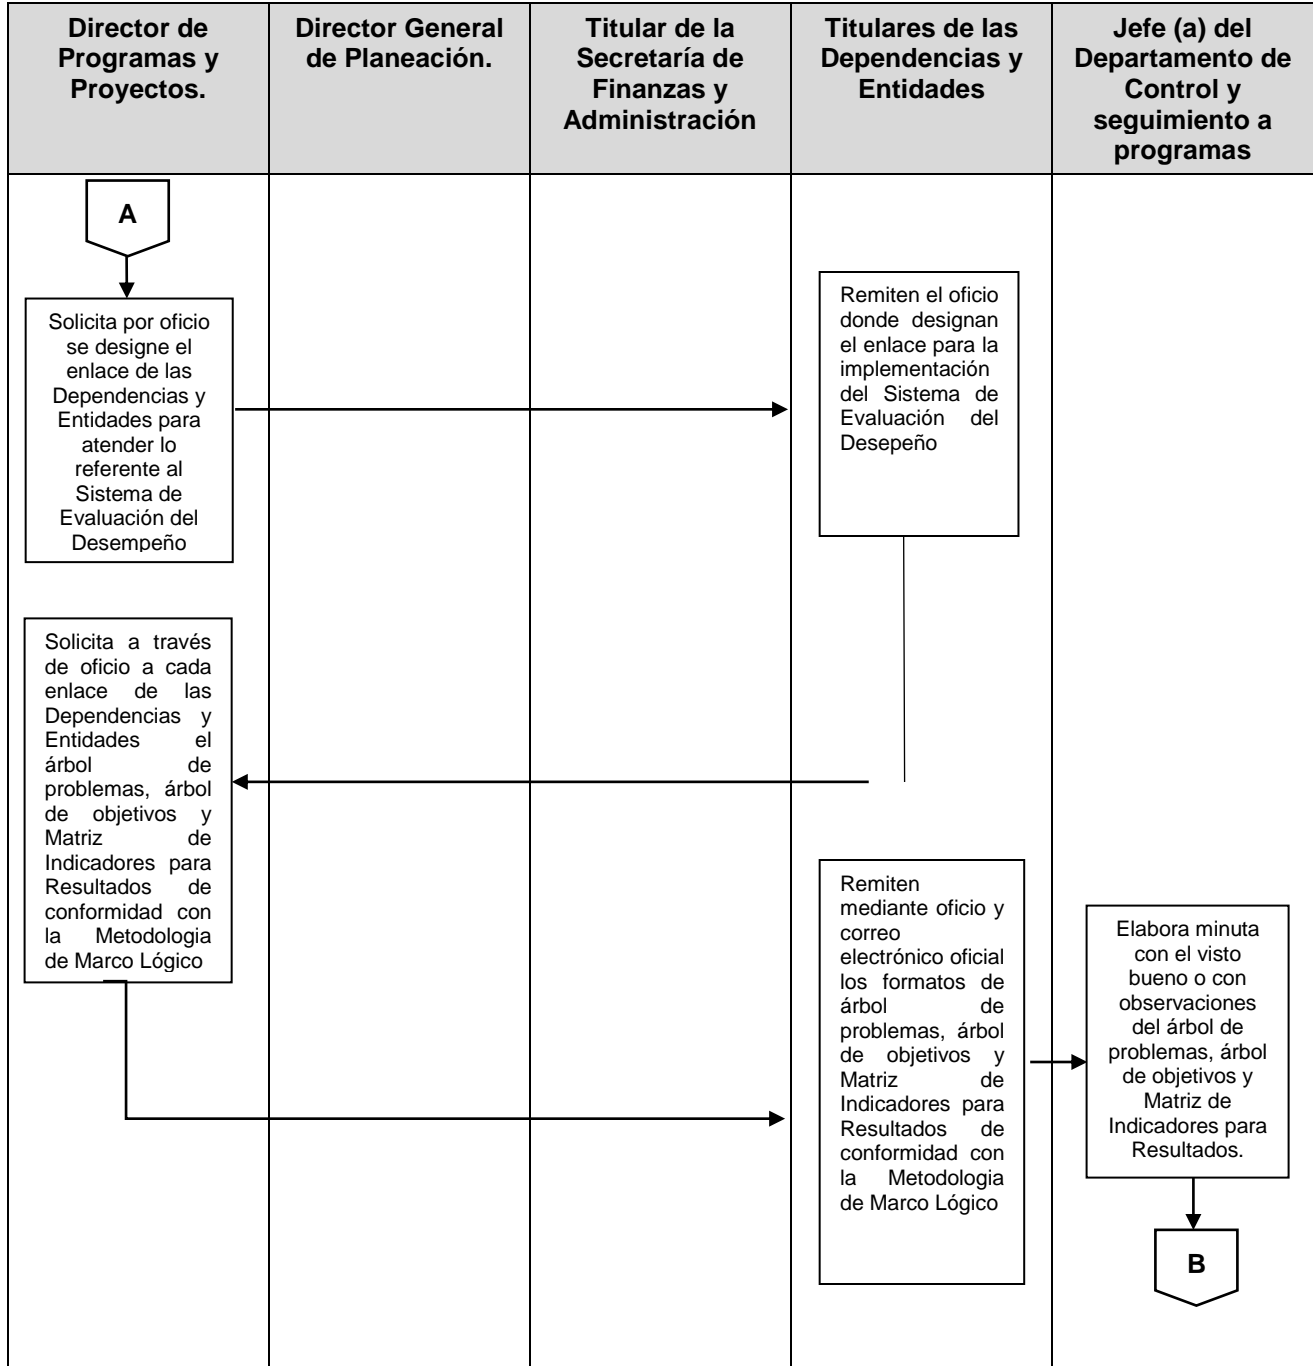 Director de
Programas y
Proyectos.
Director General
de Planeación.
Titular de la
Secretaría de
Finanzas y
Administración
Titulares de las
Dependencias y
Entidades
Jefe (a) del
Departamento de
Control y
seguimiento a
programas
A
Solicita por oficio
se designe el
enlace de las
Dependencias y
Entidades para
atender lo
referente al
Sistema de
Evaluación del
Desempeño
Remiten el oficio
donde designan
el enlace para la
implementación
del Sistema de
Evaluación del
Desepeño
Solicita a través
de oficio a cada
enlace de las
Dependencias y
Entidades el
árbol de
problemas, árbol
de objetivos y
Matriz de
Indicadores para
Resultados de
conformidad con
la Metodologia
de Marco Lógico
Remiten
mediante oficio y
correo
electrónico oficial
los formatos de
árbol de
problemas, árbol
de objetivos y
Matriz de
Indicadores para
Resultados de
conformidad con
la Metodologia
de Marco Lógico
Elabora minuta
con el visto
bueno o con
observaciones
del árbol de
problemas, árbol
de objetivos y
Matriz de
Indicadores para
Resultados.
B